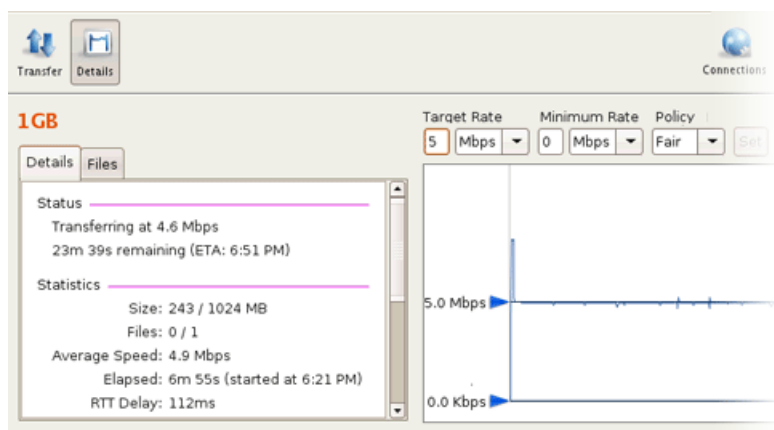 Transfer Details Connections
1GB
Target Rate Minimum Rate Policy
5 Mbps 0 Mbps Fair Set
Details Files
Status
Transferring at 4.6 Mbps
23m 39s remaining (ETA: 6:51 PM)
Statistics
Size: 243 / 1024 MB
Files: 0 / 1
Average Speed: 4.9 Mbps
Elapsed: 6m 55s (started at 6:21 PM)
RTT Delay: 112ms
5.0 Mbps
0.0 Kbps